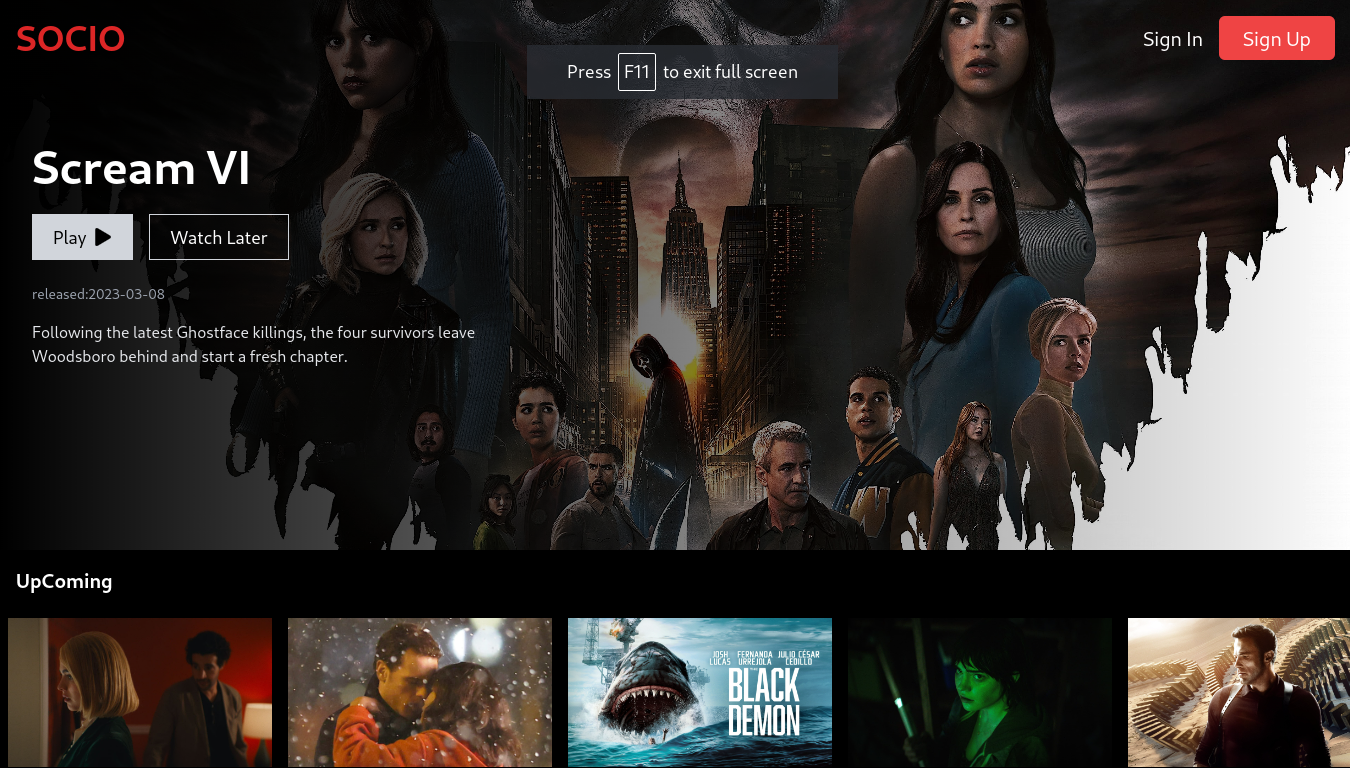 SOCIO
Sign In
Sign Up
Press F11 to exit full screen
Scream VI
Play
Watch Later
released:2023-03-08
Following the latest Ghostface killings, the four survivors leave
Woodsboro behind and start a fresh chapter.
UpComing
JOSH LUCAS
FERNANDA URREJOLA
JULIO CÉSAR CEDILLO
THE
BLACK
DEMON